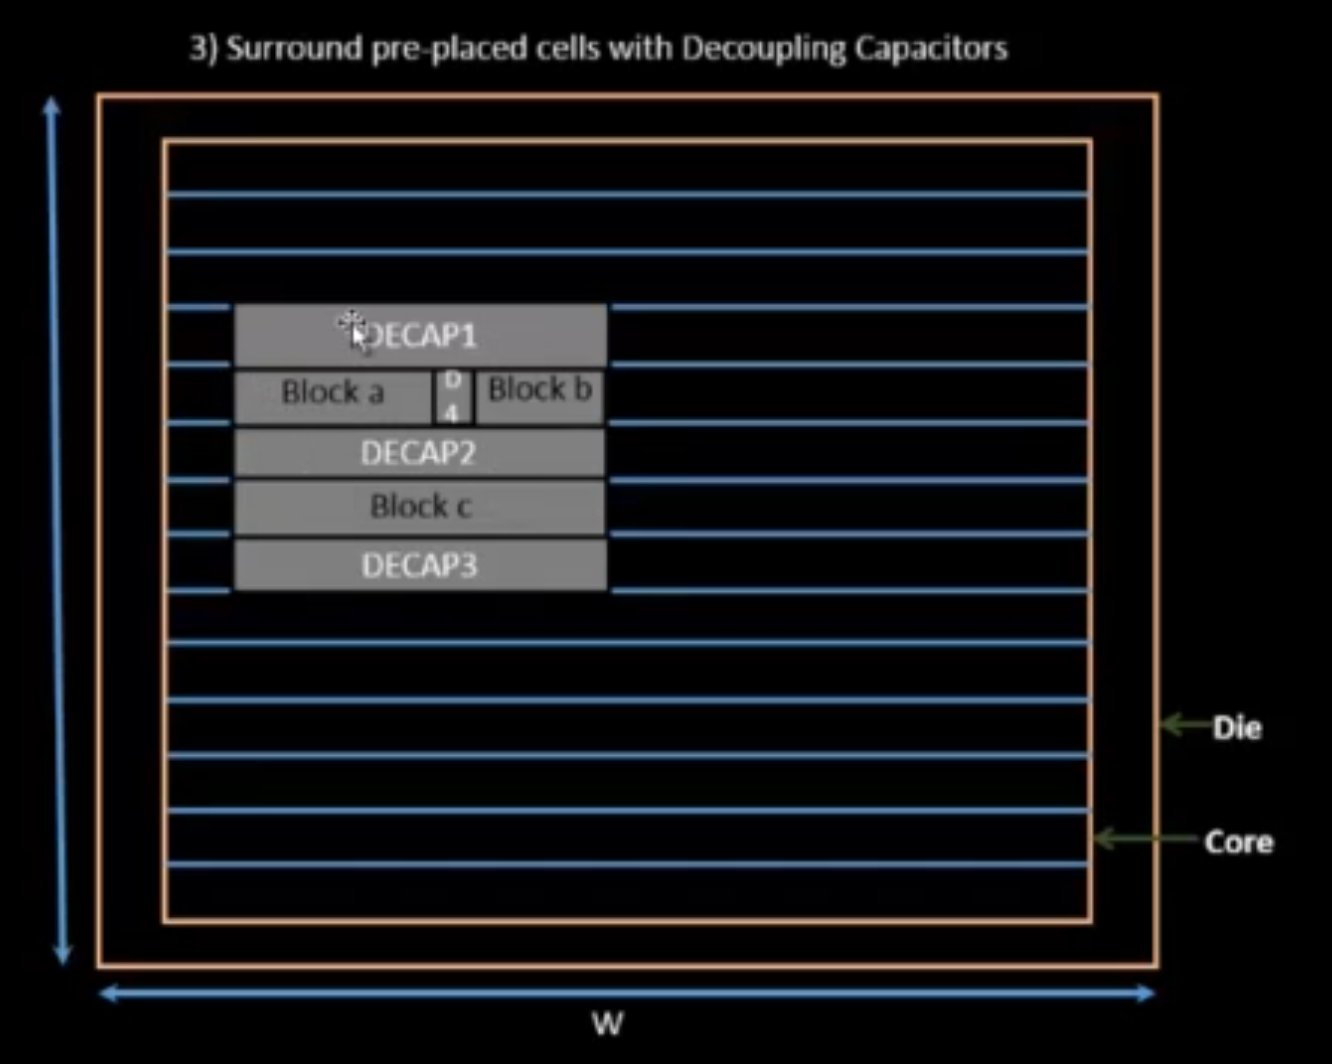 3) Surround pre-placed cells with Decoupling Capacitors
DECAP1
Block a
D
4
Block b
DECAP2
Block c
DECAP3
Die
Core
W